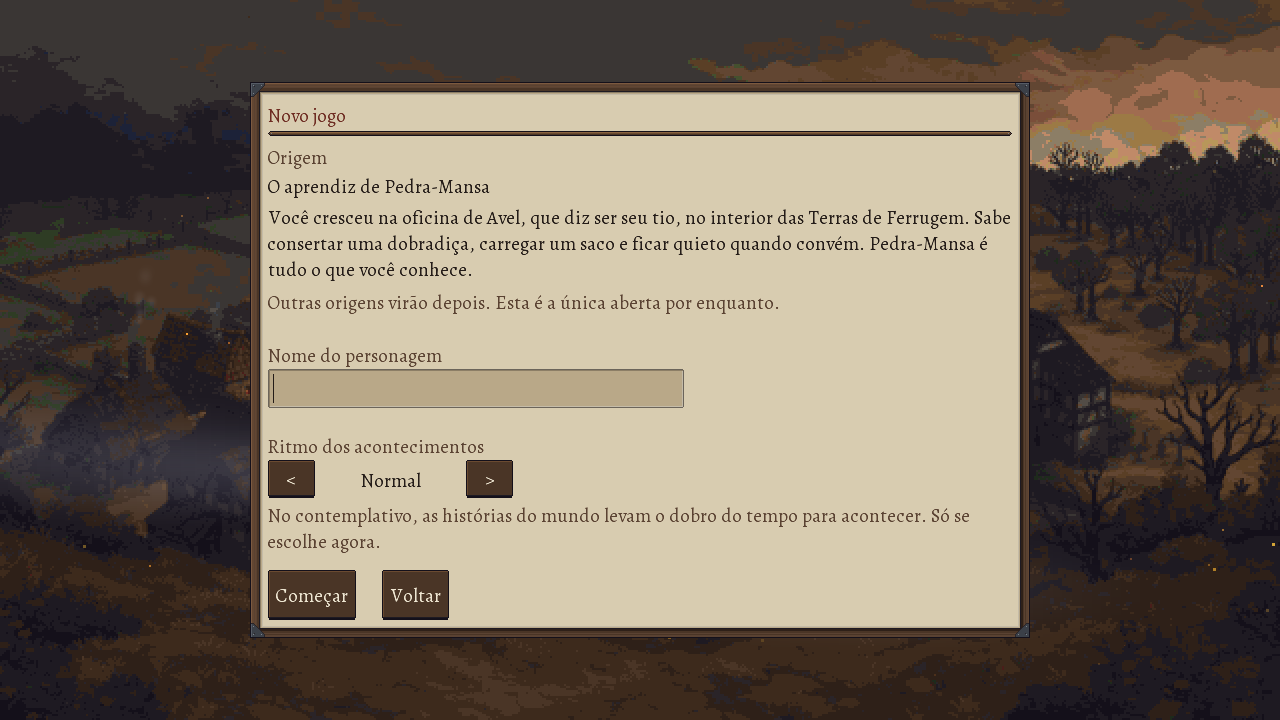 Novo jogo
Origem
O aprendiz de Pedra-Mansa
Você cresceu na oficina de Avel, que diz ser seu tio, no interior das Terras de Ferrugem. Sabe
consertar uma dobradiça, carregar um saco e ficar quieto quando convém. Pedra-Mansa é
tudo o que você conhece.
Outras origens virão depois. Esta é a única aberta por enquanto.
Nome do personagem
Ritmo dos acontecimentos
< Normal >
No contemplativo, as histórias do mundo levam o dobro do tempo para acontecer. Só se
escolhe agora.
Começar Voltar